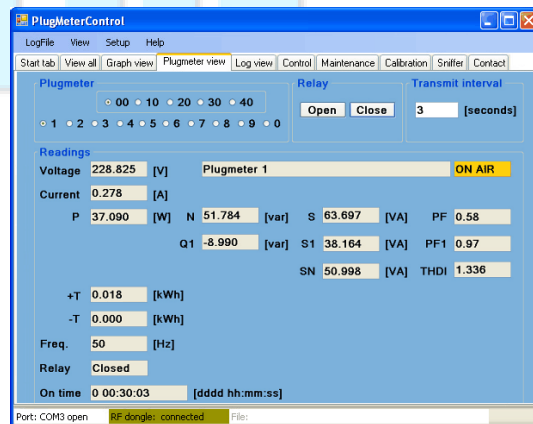 PlugMeterControl
LogFile View Setup Help
Start tab View all Graph view Plugmeter view Log view Control Maintenance Calibration Sniffer Contact
Plugmeter Relay Transmit interval
00 10 20 30 40
Open Close 3 [seconds]
1 2 3 4 5 6 7 8 9 0
Readings
Voltage 228.825 [V] Plugmeter 1 ON AIR
Current 0.278 [A]
P 37.090 [W] N 51.784 [var] S 63.697 [VA] PF 0.58
Q1 -8.990 [var] S1 38.164 [VA] PF1 0.97
SN 50.998 [VA] THDI 1.336
+T 0.018 [kWh]
-T 0.000 [kWh]
Freq. 50 [Hz]
Relay Closed
On time 0 00:30:03 [dddd hh:mm:ss]
Port: COM3 open RF dongle: connected File: